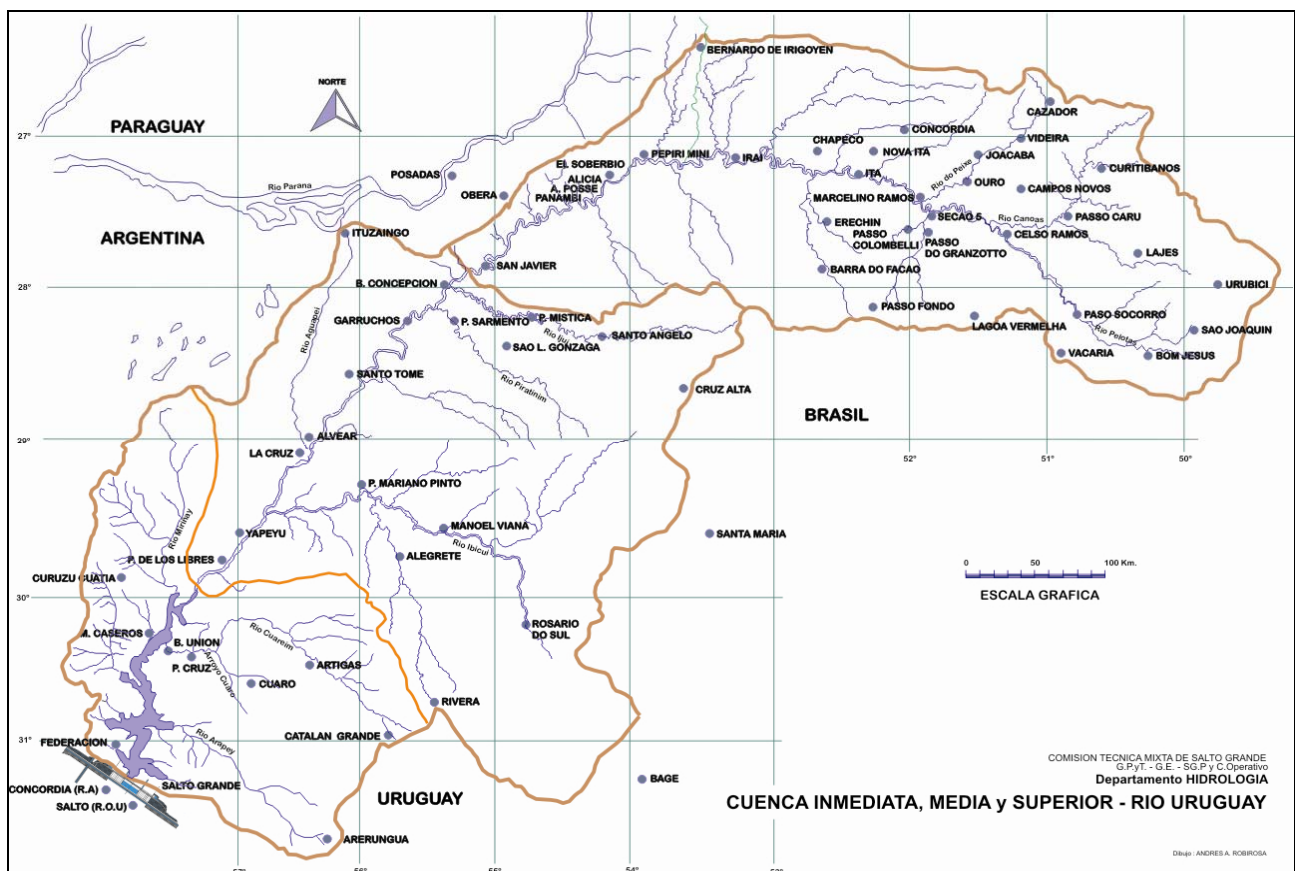 BERNARDO DE IRIGOYEN
NORTE
CAZADOR
PARAGUAY
27°
CONCORDIA
VIDEIRA
CHAPECO
PEPIRI MINI
IRAI
NOVA ITA
JOACABA
EL SOBERBIO
CURITIBANOS
POSADAS
ALICIA
ITA
Rio do Peixe
OURO
Rio Parana
OBERA
A. POSSE
PANAMBI
MARCELINO RAMOS
CAMPOS NOVOS
ERECHIN
SECAO 5
PASSO CARU
Rio Canoas
PASSO
COLOMBELLI
PASSO
DO GRANZOTTO
CELSO RAMOS
ARGENTINA
ITUZAINGO
LAJES
SAN JAVIER
BARRA DO FACAO
28°
B. CONCEPCION
URUBICI
PASSO FONDO
GARRUCHOS
P. SARMENTO
P. MISTICA
LAGOA VERMELHA
PASO SOCORRO
Rio Aguapei
Rio Ijui
SANTO ANGELO
SAO JOAQUIN
SAO L. GONZAGA
Rio Pelotas
VACARIA
BOM JESUS
SANTO TOME
Rio Piratinim
CRUZ ALTA
BRASIL
29°
ALVEAR
LA CRUZ
52°
51°
50°
P. MARIANO PINTO
Rio Mirinay
YAPEYU
MANOEL VIANA
SANTA MARIA
Rio Ibicui
P. DE LOS LIBRES
ALEGRETE
0
50
100 Km.
CURUZU CUATIA
ESCALA GRAFICA
30°
ROSARIO
DO SUL
M. CASEROS
B. UNION
Rio Cuareim
P. CRUZ
ARTIGAS
Arroyo Cuaro
CUARO
RIVERA
CATALAN GRANDE
31°
FEDERACION
Rio Arapey
BAGE
SALTO GRANDE
CONCORDIA (R.A)
SALTO (R.O.U)
URUGUAY
ARERUNGUA
57°
56°
55°
54°
53°
COMISION TECNICA MIXTA DE SALTO GRANDE
G.P.yT. - G.E. - SG.P y C.Operativo
Departamento HIDROLOGIA
CUENCA INMEDIATA, MEDIA y SUPERIOR - RIO URUGUAY
Dibujo : ANDRES A. ROBIROSA